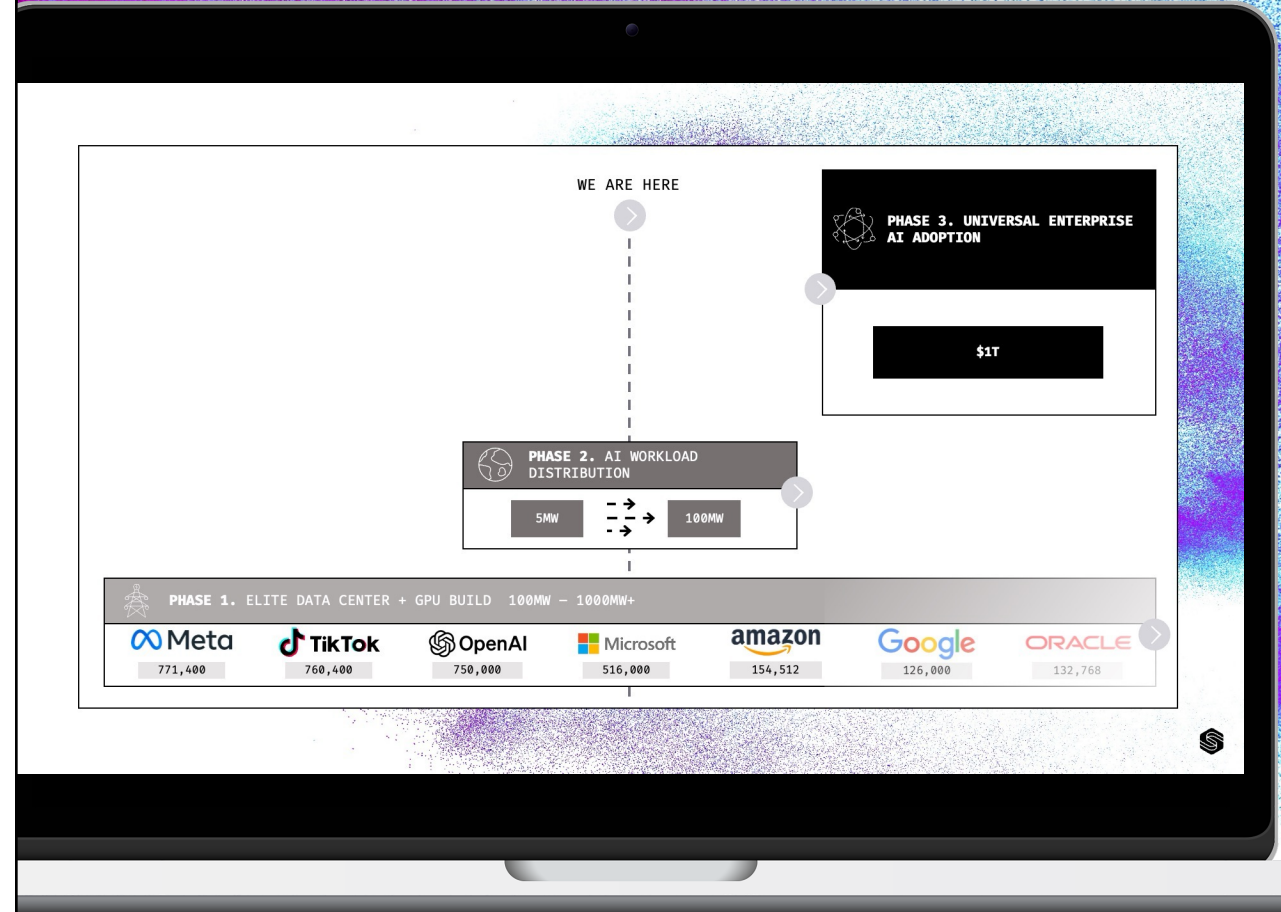 WE ARE HERE
PHASE 3. UNIVERSAL ENTERPRISE
AI ADOPTION
$1T
PHASE 2. AI WORKLOAD
DISTRIBUTION
5MW
100MW
PHASE 1. ELITE DATA CENTER + GPU BUILD 100MW – 1000MW+
Meta
TikTok
OpenAI
Microsoft
amazon
Google
ORACLE
771,400
760,400
750,000
516,000
154,512
126,000
132,768